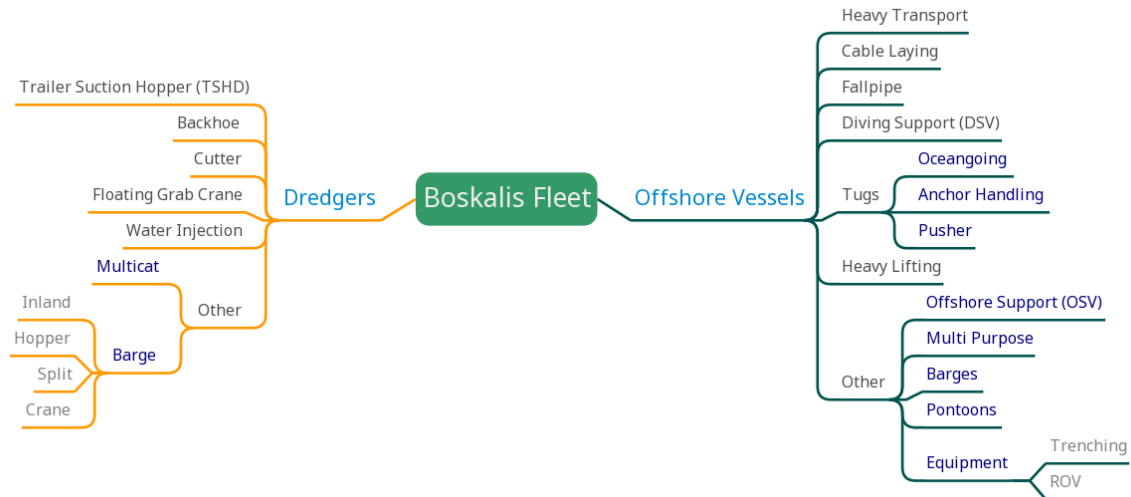 Boskalis Fleet
Dredgers
Trailer Suction Hopper (TSHD)
Backhoe
Cutter
Floating Grab Crane
Water Injection
Other
Multicat
Barge
Inland
Hopper
Split
Crane
Offshore Vessels
Heavy Transport
Cable Laying
Fallpipe
Diving Support (DSV)
Tugs
Oceangoing
Anchor Handling
Pusher
Heavy Lifting
Other
Offshore Support (OSV)
Multi Purpose
Barges
Pontoons
Equipment
Trenching
ROV